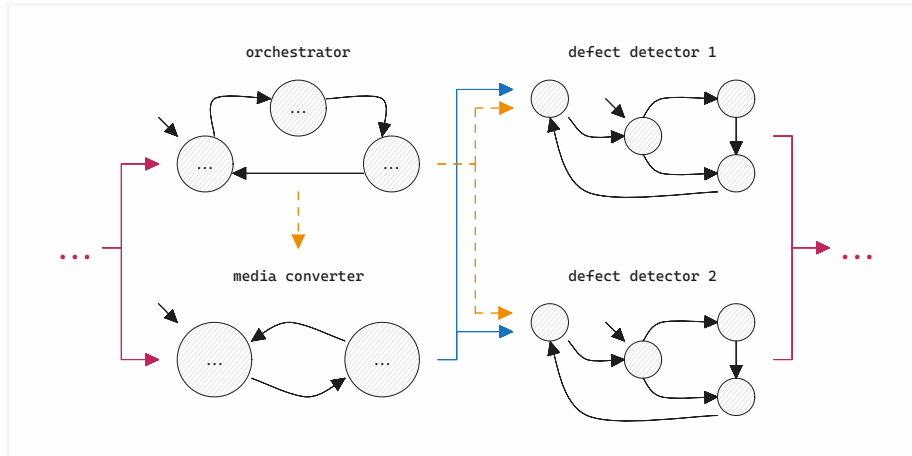 orchestrator
defect detector 1
...
... ...
...
...
media converter
defect detector 2
... ...